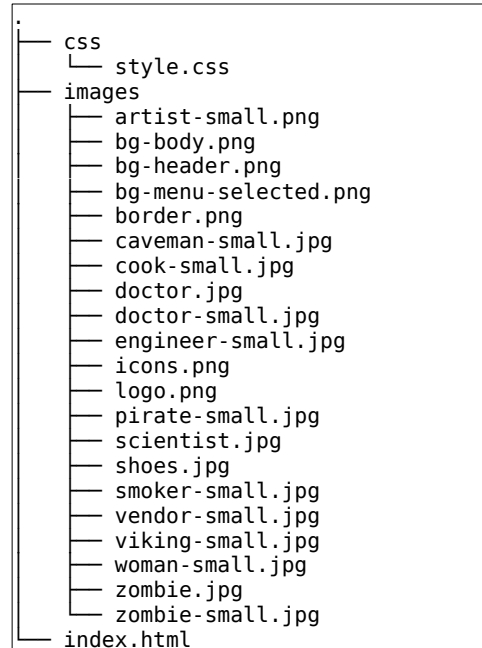 .
├── css
│   └── style.css
├── images
│   ├── artist-small.png
│   ├── bg-body.png
│   ├── bg-header.png
│   ├── bg-menu-selected.png
│   ├── border.png
│   ├── caveman-small.jpg
│   ├── cook-small.jpg
│   ├── doctor.jpg
│   ├── doctor-small.jpg
│   ├── engineer-small.jpg
│   ├── icons.png
│   ├── logo.png
│   ├── pirate-small.jpg
│   ├── scientist.jpg
│   ├── shoes.jpg
│   ├── smoker-small.jpg
│   ├── vendor-small.jpg
│   ├── viking-small.jpg
│   ├── woman-small.jpg
│   ├── zombie.jpg
│   └── zombie-small.jpg
└── index.html